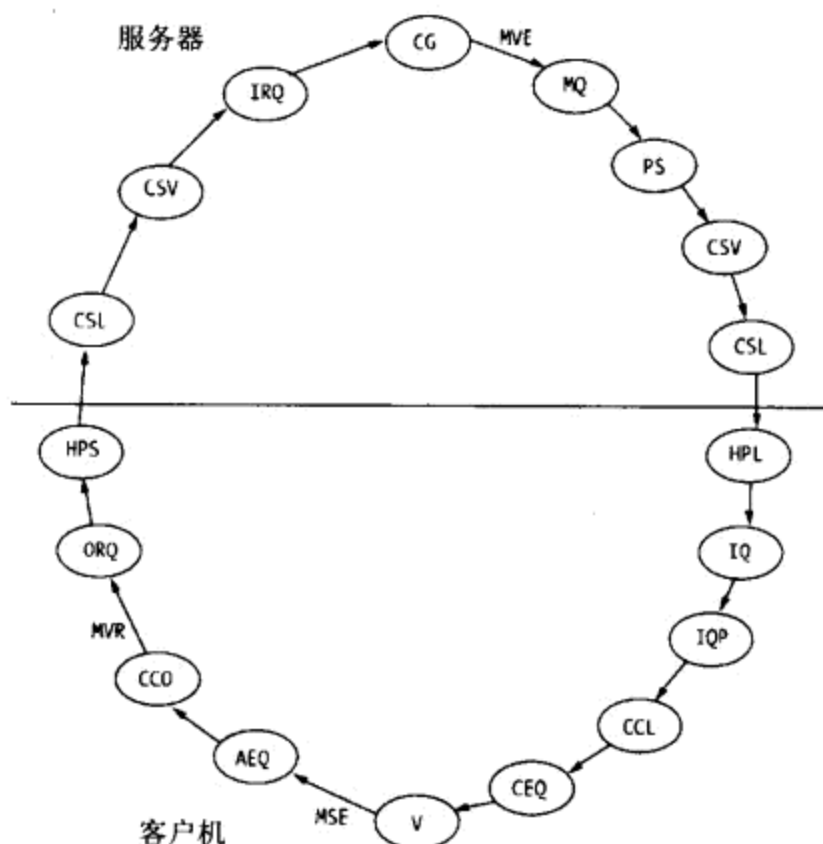 服务器
CG
MVE
MQ
IRQ
PS
CSV
CSV
CSL
CSL
HPS
HPL
ORQ
IQ
MVR
IQP
CCO
CCL
AEQ
CEQ
MSE
V
客户机